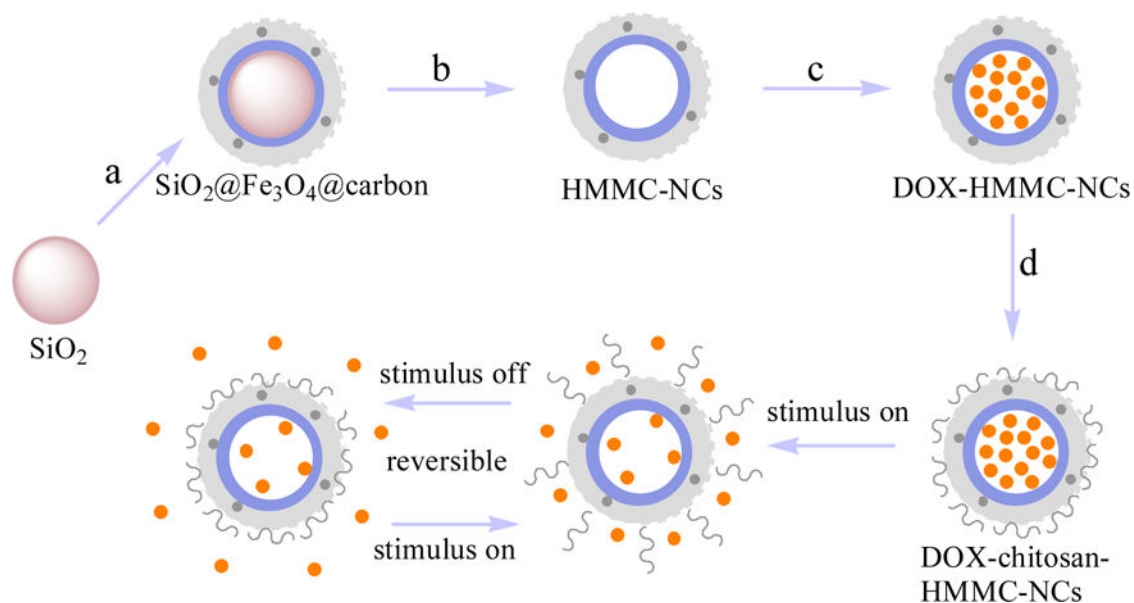 a
b
c
SiO₂@Fe₃O₄@carbon
HMMC-NCs
DOX-HMMC-NCs
d
SiO₂
stimulus off
stimulus on
reversible
stimulus on
DOX-chitosan-
HMMC-NCs